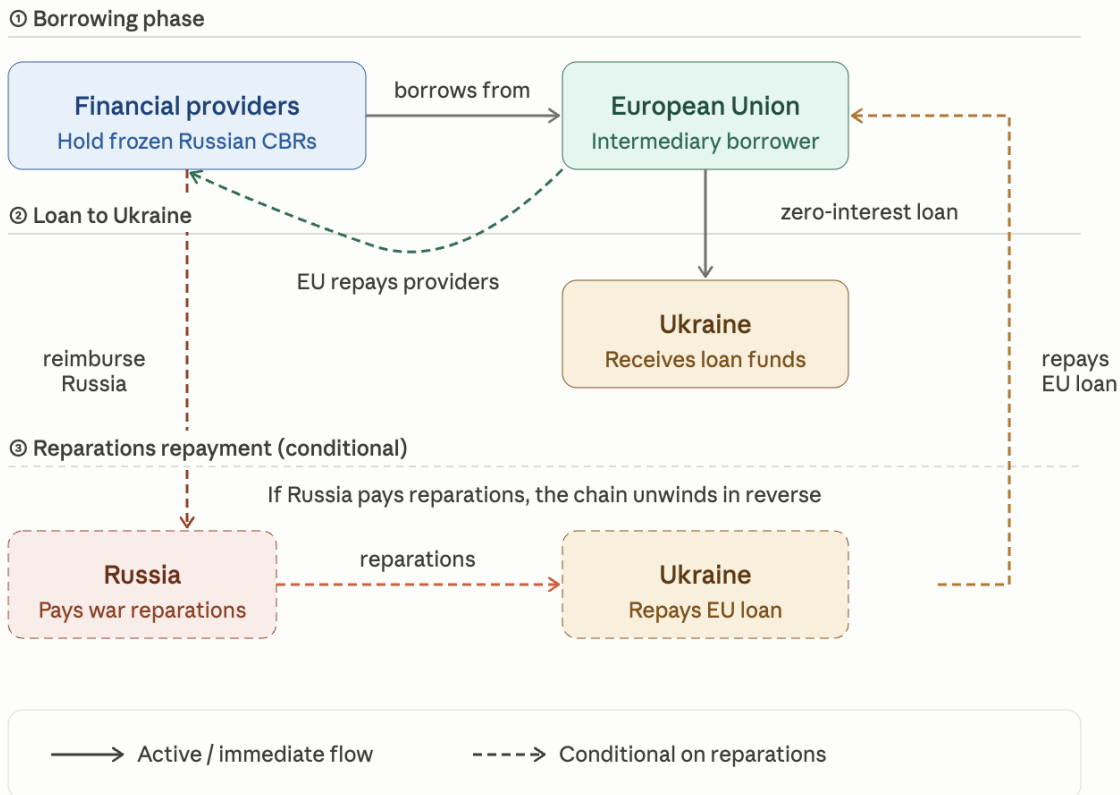 ① Borrowing phase
Financial providers
Hold frozen Russian CBRs
borrows from
European Union
Intermediary borrower
② Loan to Ukraine
zero-interest loan
EU repays providers
Ukraine
Receives loan funds
reimburse
Russia
repays
EU loan
③ Reparations repayment (conditional)
If Russia pays reparations, the chain unwinds in reverse
Russia
Pays war reparations
reparations
Ukraine
Repays EU loan
Active / immediate flow
Conditional on reparations